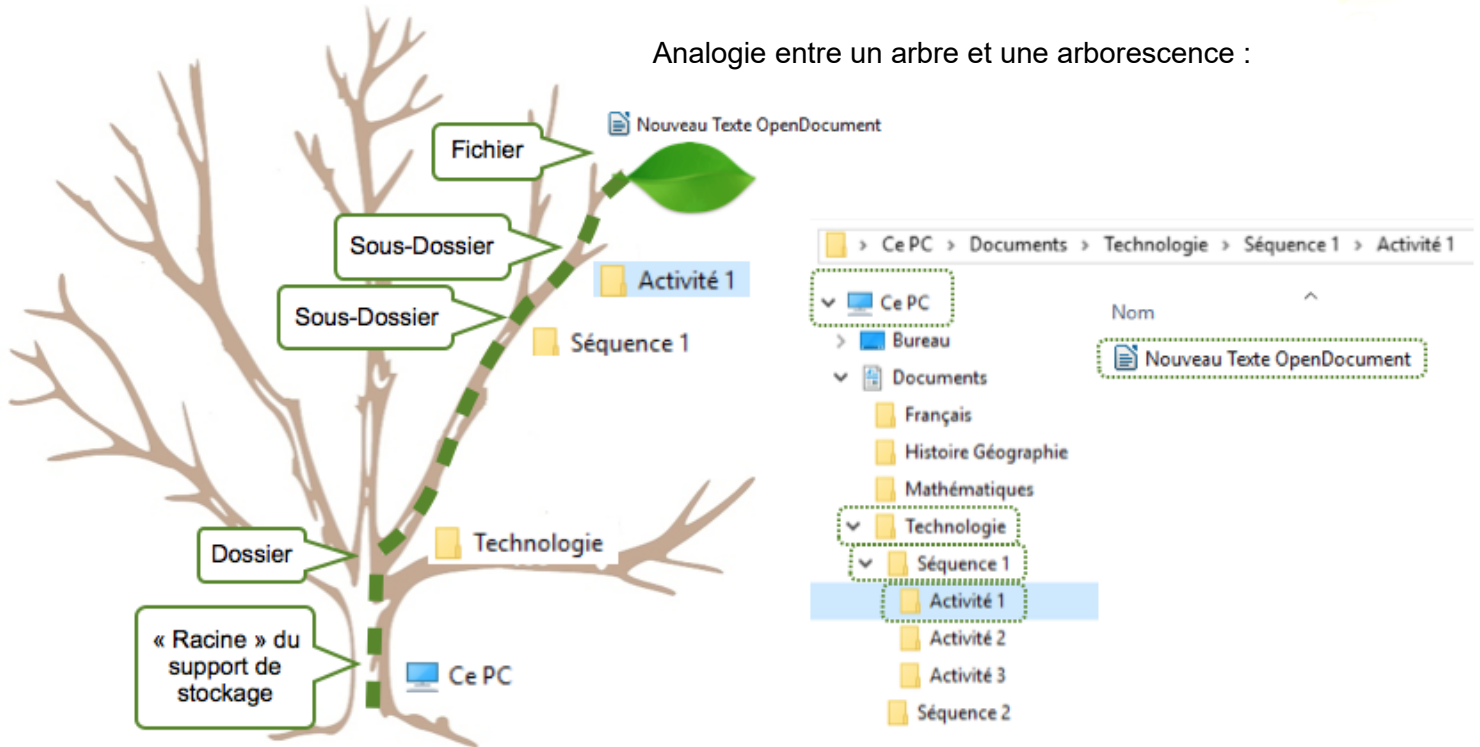 Analogie entre un arbre et une arborescence :
Nouveau Texte OpenDocument
Fichier
Sous-Dossier
Activité 1
Sous-Dossier
Séquence 1
Dossier
Technologie
« Racine » du
support de
stockage
Ce PC
> Ce PC > Documents > Technologie > Séquence 1 > Activité 1
Ce PC
Bureau
Documents
Français
Histoire Géographie
Mathématiques
Technologie
Séquence 1
Activité 1
Activité 2
Activité 3
Séquence 2
Nom
Nouveau Texte OpenDocument